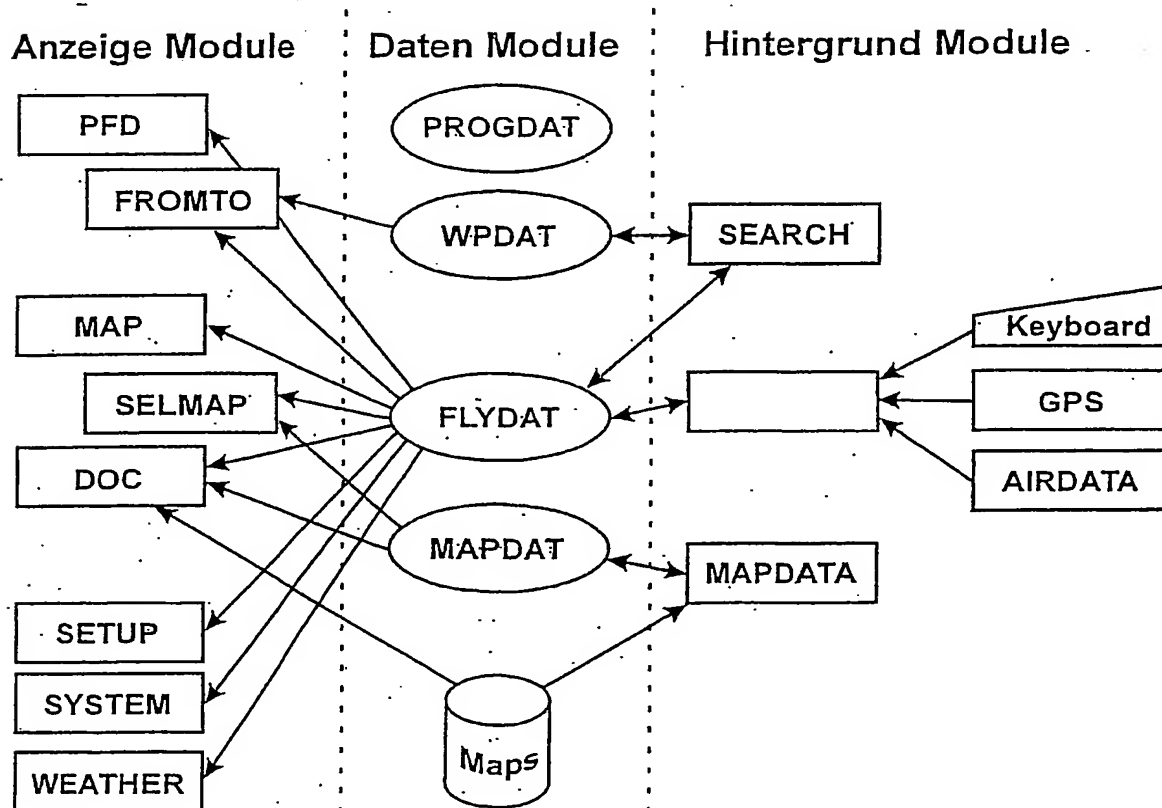 Anzeige Module
Daten Module
Hintergrund Module
PFD
FROMTO
MAP
SELMAP
DOC
SETUP
SYSTEM
WEATHER
PROGDAT
WPDAT
FLYDAT
MAPDAT
Maps
SEARCH
MAPDATA
Keyboard
GPS
AIRDATA